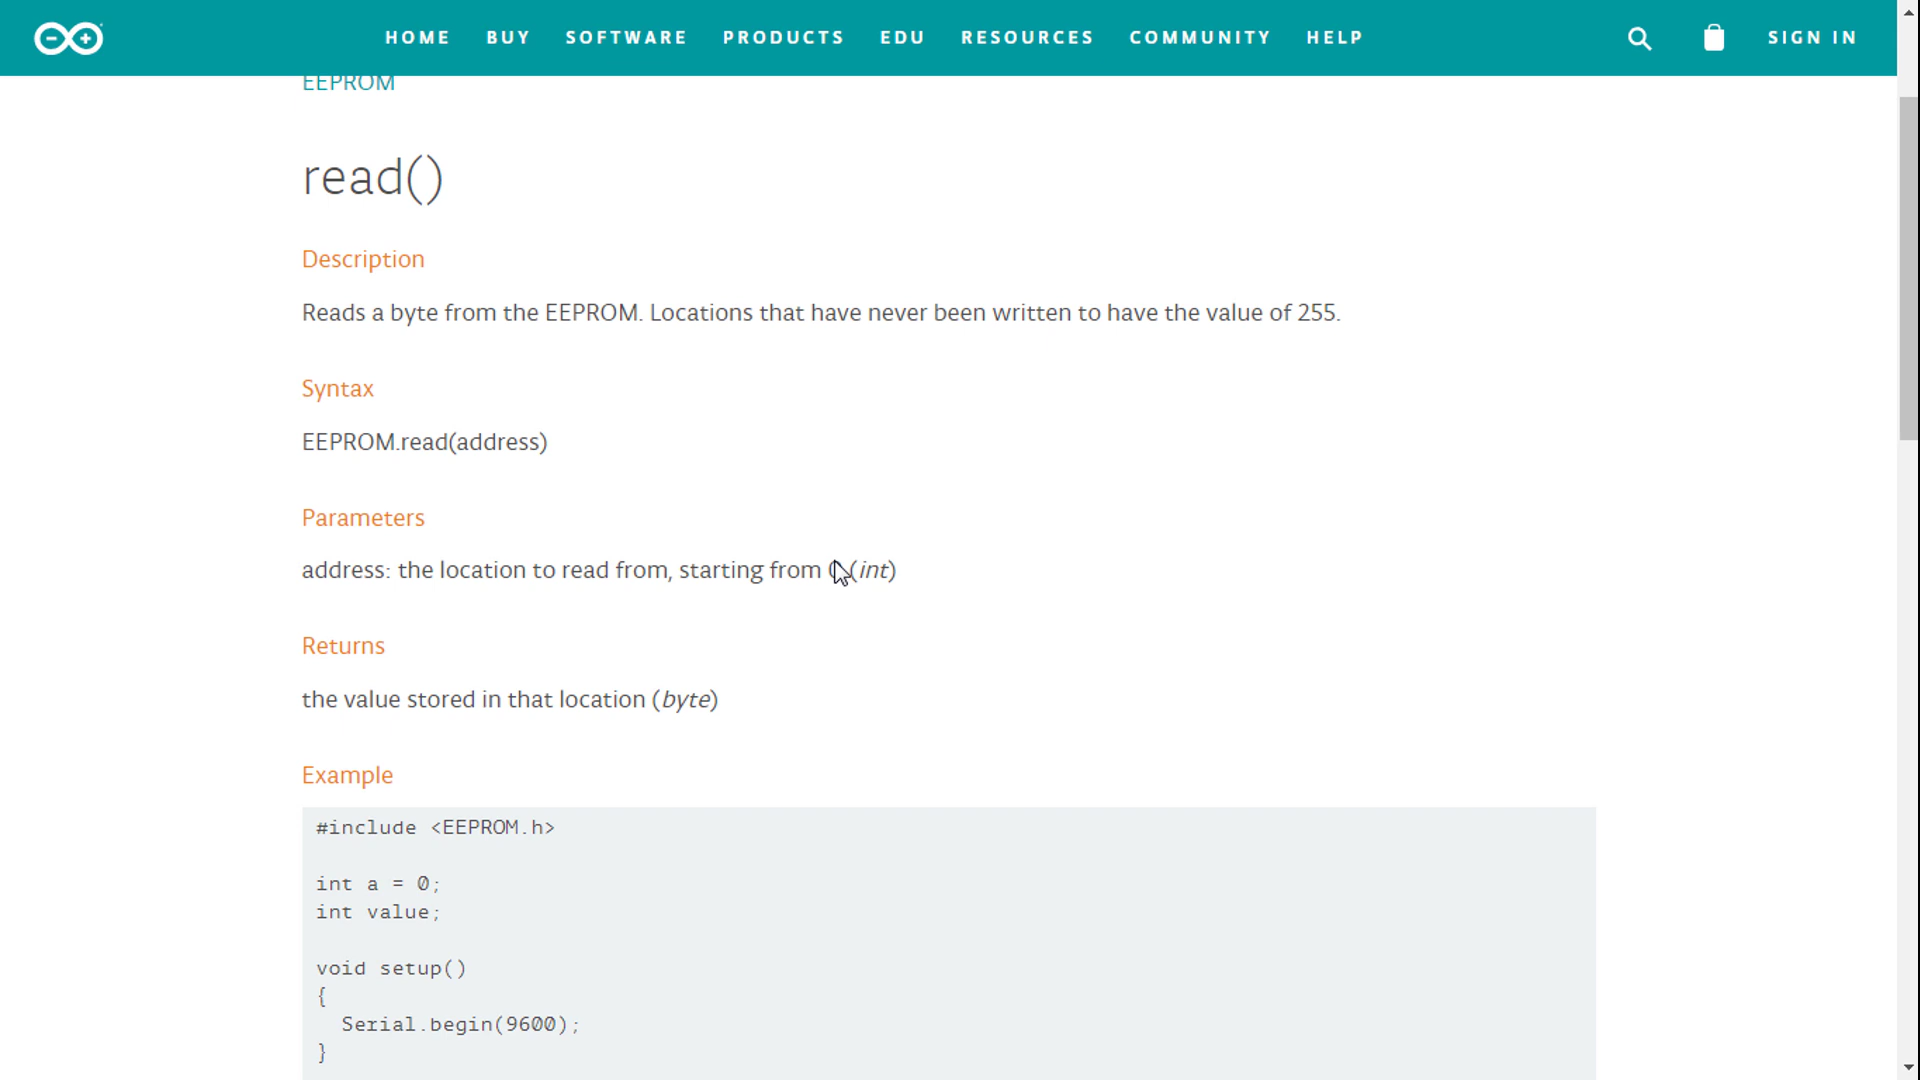 HOME BUY SOFTWARE PRODUCTS EDU RESOURCES COMMUNITY HELP SIGN IN
EEPROM
read()
Description
Reads a byte from the EEPROM. Locations that have never been written to have the value of 255.
Syntax
EEPROM.read(address)
Parameters
address: the location to read from, starting from (int)
Returns
the value stored in that location (byte)
Example
#include <EEPROM.h>
int a = 0;
int value;
void setup()
{
Serial.begin(9600);
}